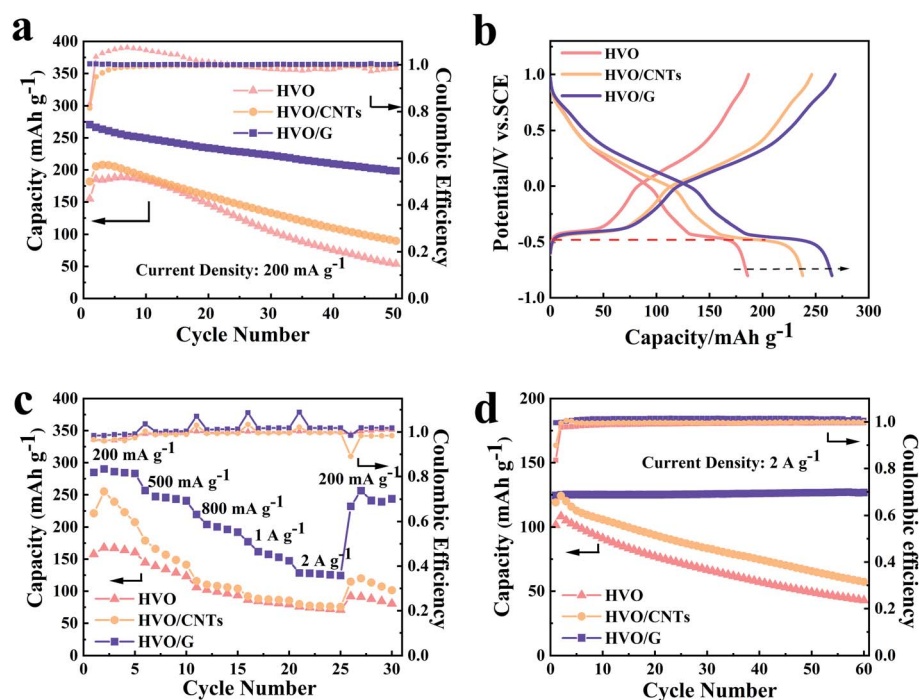 a
400
350
300
250
200
150
100
50
0
Capacity (mAh g⁻¹)
1.0
0.8
0.6
0.4
0.2
0.0
Coulombic Efficiency
HVO
HVO/CNTs
HVO/G
Current Density: 200 mA g⁻¹
0 10 20 30 40 50
Cycle Number
b
1.0
0.5
0.0
-0.5
-1.0
Potential/V vs.SCE
HVO
HVO/CNTs
HVO/G
0 50 100 150 200 250 300
Capacity/mAh g⁻¹
c
400
350
300
250
200
150
100
50
0
Capacity (mAh g⁻¹)
1.0
0.8
0.6
0.4
0.2
0.0
Coulombic Efficiency
200 mA g⁻¹
500 mA g⁻¹
800 mA g⁻¹
1 A g⁻¹
2 A g⁻¹
200 mA g⁻¹
HVO
HVO/CNTs
HVO/G
0 5 10 15 20 25 30
Cycle Number
d
200
150
100
50
0
Capacity (mAh g⁻¹)
1.0
0.8
0.6
0.4
0.2
0.0
Coulombic efficiency
Current Density: 2 A g⁻¹
HVO
HVO/CNTs
HVO/G
0 10 20 30 40 50 60
Cycle Number